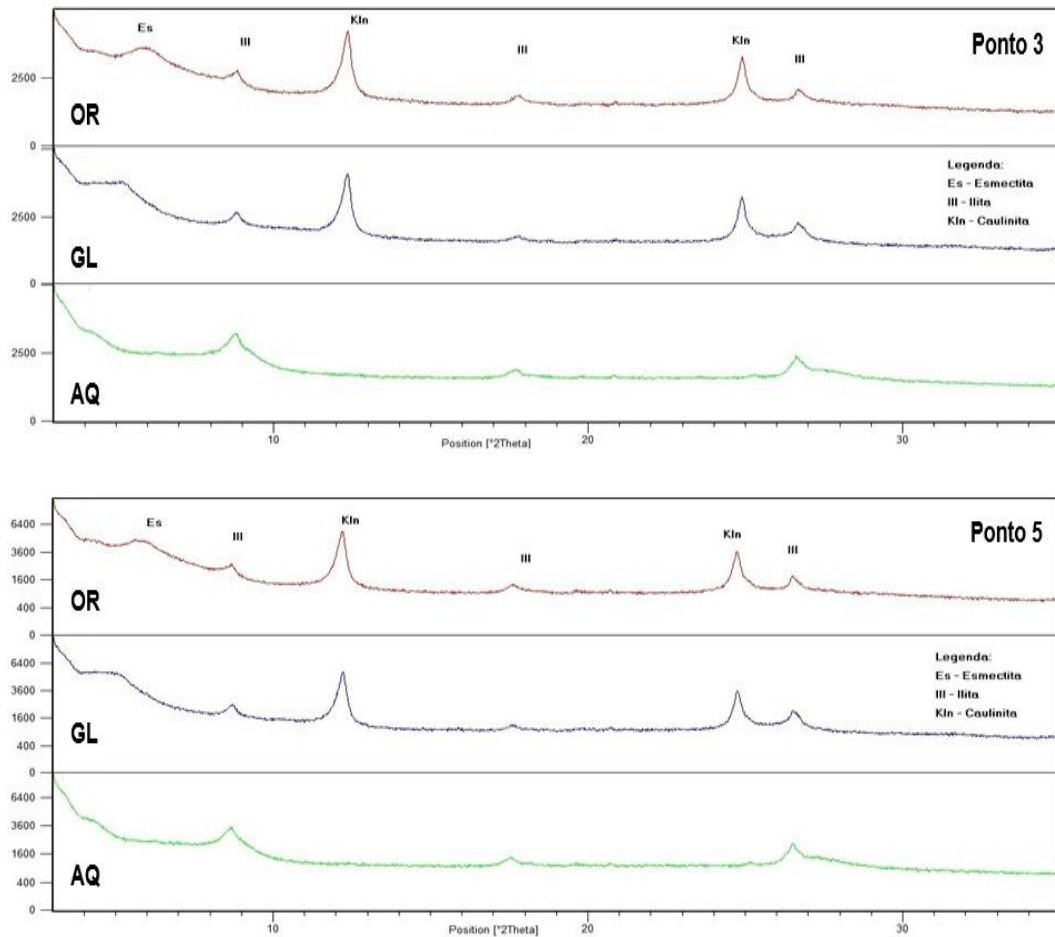 Es
Ill
Kln
Ill
Kln
Ill
Ponto 3
2500
OR
0
Legenda:
Es - Esmectita
Ill - Ilita
Kln - Caulinita
2500
GL
0
2500
AQ
0
10
20
30
Position [°2Theta]
Es
Ill
Kln
Ill
Kln
Ill
Ponto 5
6400
3600
1600
OR
400
0
6400
Legenda:
Es - Esmectita
3600
Ill - Ilita
1600
Kln - Caulinita
GL
400
0
6400
3600
1600
AQ
400
0
10
20
30
Position [°2Theta]